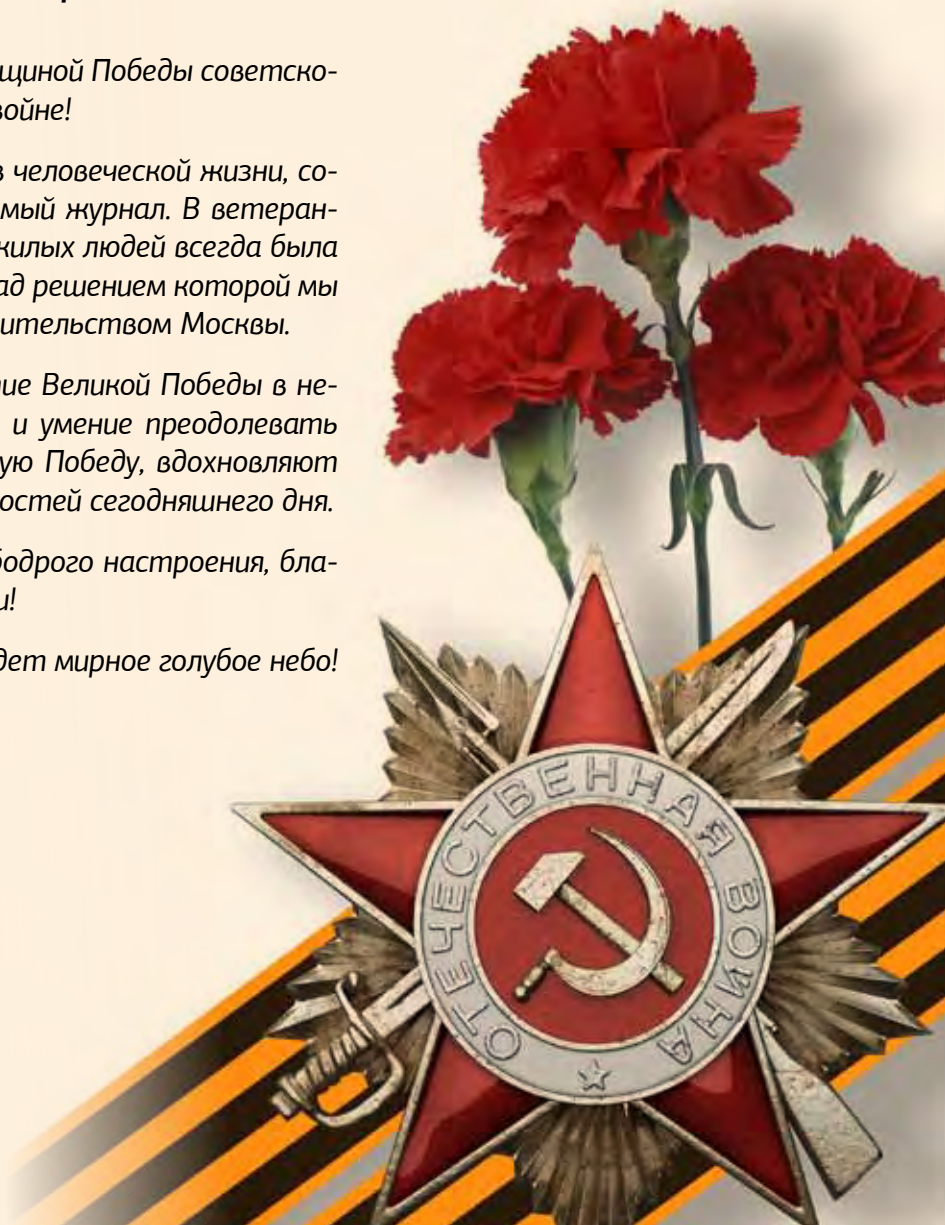 щиной Победы советско-
войне!
в человеческой жизни, со-
мый журнал. В ветеран-
жилых людей всегда была
ад решением которой мы
ительством Москвы.
ие Великой Победы в не-
и умение преодолевать
ую Победу, вдохновляют
остей сегодняшнего дня.
бодрого настроения, бла-
и!
дет мирное голубое небо!
ОТЕЧЕСТВЕННАЯ ВОЙНА